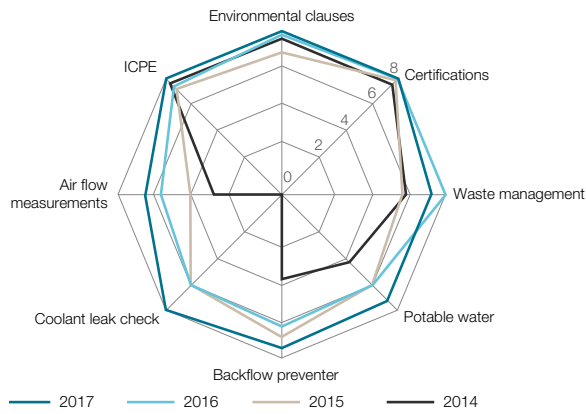 Environmental clauses
ICPE
8
Certifications
6
4
2
0
Air flow
measurements
Waste management
Coolant leak check
Potable water
Backflow preventer
2017
2016
2015
2014